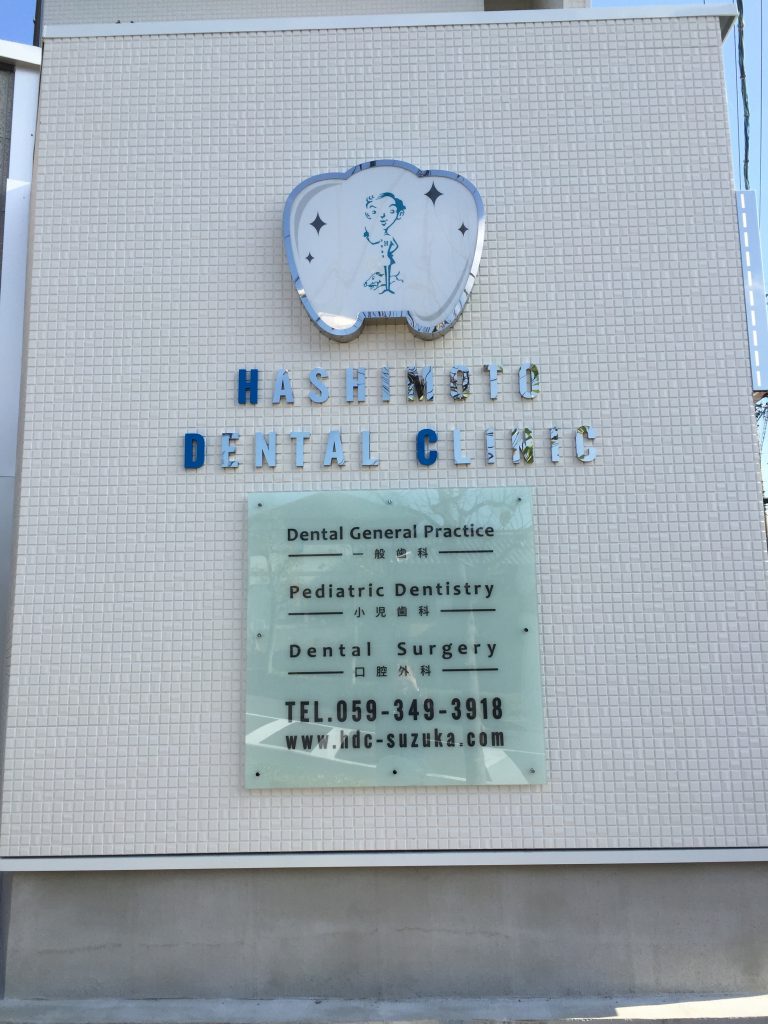 HASHIMOTO
DENTAL CLINIC
Dental General Practice
一般歯科
Pediatric Dentistry
小児歯科
Dental Surgery
口腔外科
TEL.059-349-3918
www.hdc-suzuka.com